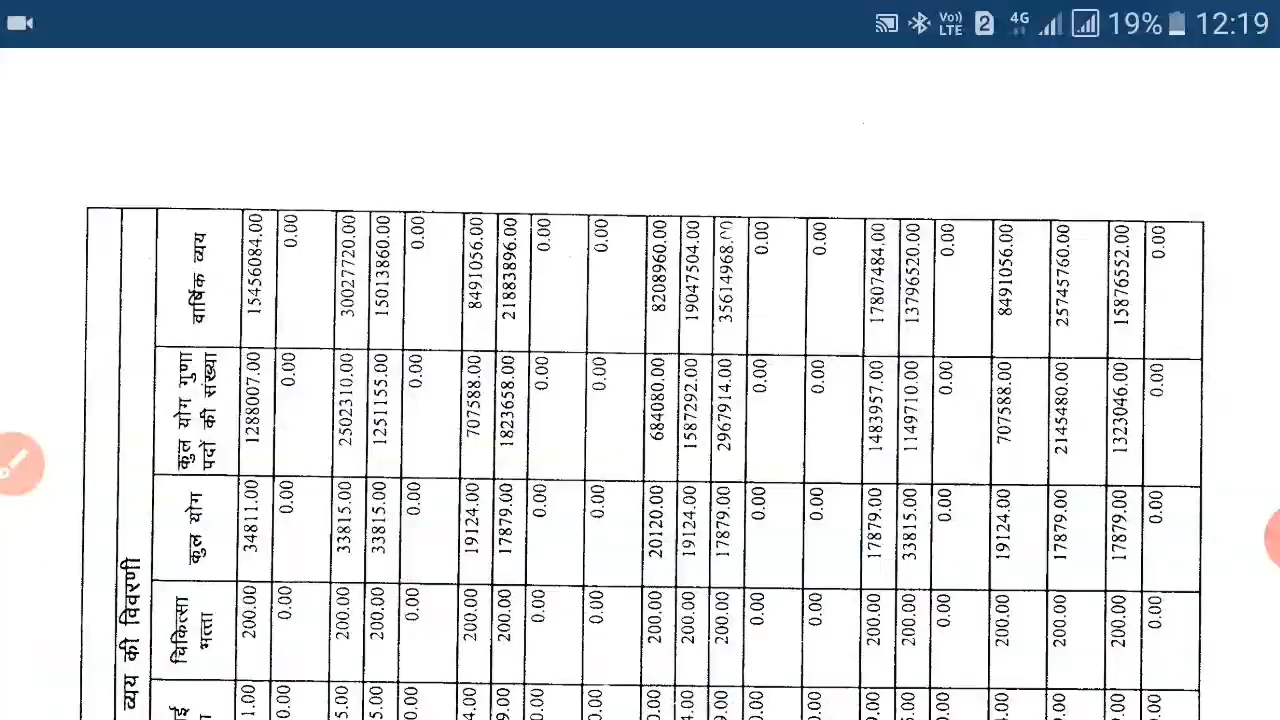 19% 12:19
4G
Vo)) LTE
2
व्यय की विवरणी
चिकित्सा भत्ता कुल योग कुल योग गुणा पदों की संख्या वार्षिक व्यय
200.00 34811.00 1288007.00 15456084.00
0.00 0.00 0.00 0.00
200.00 33815.00 2502310.00 30027720.00
200.00 33815.00 1251155.00 15013860.00
0.00 0.00 0.00 0.00
200.00 19124.00 707588.00 8491056.00
200.00 17879.00 1823658.00 21883896.00
0.00 0.00 0.00 0.00
0.00 0.00 0.00 0.00
200.00 20120.00 684080.00 8208960.00
200.00 19124.00 1587292.00 19047504.00
200.00 17879.00 2967914.00 35614968.00
0.00 0.00 0.00 0.00
0.00 0.00 0.00 0.00
200.00 17879.00 1483957.00 17807484.00
200.00 33815.00 1149710.00 13796520.00
0.00 0.00 0.00 0.00
200.00 19124.00 707588.00 8491056.00
200.00 17879.00 2145480.00 25745760.00
200.00 17879.00 1323046.00 15876552.00
0.00 0.00 0.00 0.00